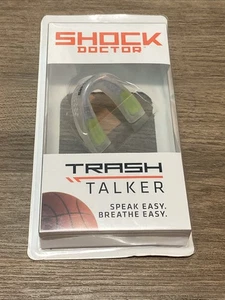 SHOCK
DOCTOR
TRASH
TALKER
SPEAK EASY.
BREATHE EASY.